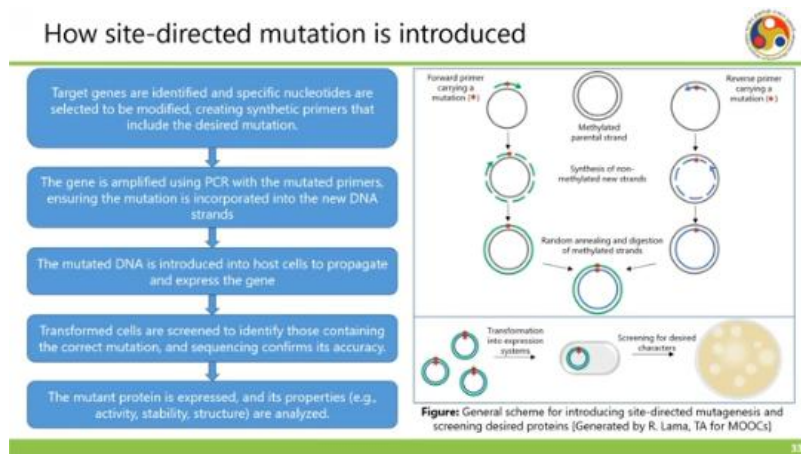 How site-directed mutation is introduced
Target genes are identified and specific nucleotides are
selected to be modified, creating synthetic primers that
include the desired mutation.
The gene is amplified using PCR with the mutated primers,
ensuring the mutation is incorporated into the new DNA
strands
The mutated DNA is introduced into host cells to propagate
and express the gene
Transformed cells are screened to identify those containing
the correct mutation, and sequencing confirms its accuracy.
The mutant protein is expressed, and its properties (e.g.,
activity, stability, structure) are analyzed.
Forward primer
carrying a
mutation (*)
Methylated
parental strand
Reverse primer
carrying a
mutation (*)
Synthesis of non-
methylated new strands
Random annealing and digestion
of methylated strands
Transformation
into expression
systems
Screening for desired
characters
Figure: General scheme for introducing site-directed mutagenesis and
screening desired proteins [Generated by R. Lama, TA for MOOCs]